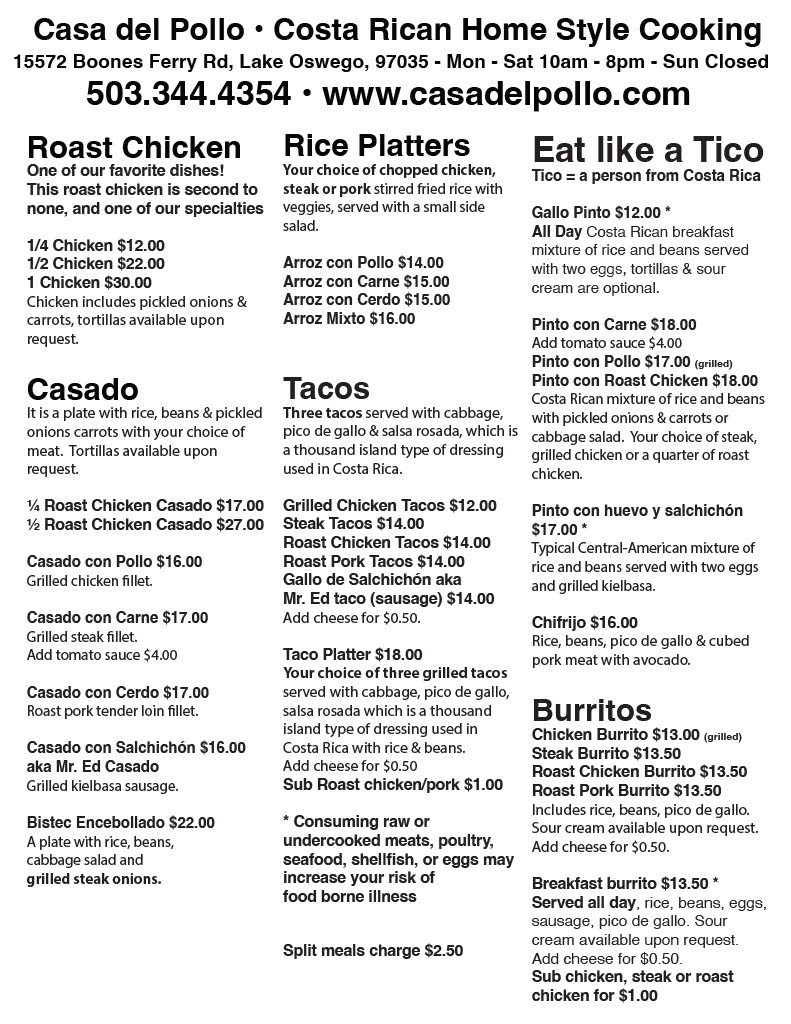 Casa del Pollo • Costa Rican Home Style Cooking
15572 Boones Ferry Rd, Lake Oswego, 97035 - Mon - Sat 10am - 8pm - Sun Closed
503.344.4354 • www.casadelpollo.com
Roast Chicken
One of our favorite dishes!
This roast chicken is second to
none, and one of our specialties
1/4 Chicken $12.00
1/2 Chicken $22.00
1 Chicken $30.00
Chicken includes pickled onions &
carrots, tortillas available upon
request.
Casado
It is a plate with rice, beans & pickled
onions carrots with your choice of
meat. Tortillas available upon
request.
¼ Roast Chicken Casado $17.00
½ Roast Chicken Casado $27.00
Casado con Pollo $16.00
Grilled chicken fillet.
Casado con Carne $17.00
Grilled steak fillet.
Add tomato sauce $4.00
Casado con Cerdo $17.00
Roast pork tender loin fillet.
Casado con Salchichón $16.00
aka Mr. Ed Casado
Grilled kielbasa sausage.
Bistec Encebollado $22.00
A plate with rice, beans,
cabbage salad and
grilled steak onions.
Rice Platters
Your choice of chopped chicken,
steak or pork stirred fried rice with
veggies, served with a small side
salad.
Arroz con Pollo $14.00
Arroz con Carne $15.00
Arroz con Cerdo $15.00
Arroz Mixto $16.00
Tacos
Three tacos served with cabbage,
pico de gallo & salsa rosada, which is
a thousand island type of dressing
used in Costa Rica.
Grilled Chicken Tacos $12.00
Steak Tacos $14.00
Roast Chicken Tacos $14.00
Roast Pork Tacos $14.00
Gallo de Salchichón aka
Mr. Ed taco (sausage) $14.00
Add cheese for $0.50.
Taco Platter $18.00
Your choice of three grilled tacos
served with cabbage, pico de gallo,
salsa rosada which is a thousand
island type of dressing used in
Costa Rica with rice & beans.
Add cheese for $0.50
Sub Roast chicken/pork $1.00
* Consuming raw or
undercooked meats, poultry,
seafood, shellfish, or eggs may
increase your risk of
food borne illness
Split meals charge $2.50
Eat like a Tico
Tico = a person from Costa Rica
Gallo Pinto $12.00 *
All Day Costa Rican breakfast
mixture of rice and beans served
with two eggs, tortillas & sour
cream are optional.
Pinto con Carne $18.00
Add tomato sauce $4.00
Pinto con Pollo $17.00 (grilled)
Pinto con Roast Chicken $18.00
Costa Rican mixture of rice and beans
with pickled onions & carrots or
cabbage salad. Your choice of steak,
grilled chicken or a quarter of roast
chicken.
Pinto con huevo y salchichón
$17.00 *
Typical Central-American mixture of
rice and beans served with two eggs
and grilled kielbasa.
Chifrijo $16.00
Rice, beans, pico de gallo & cubed
pork meat with avocado.
Burritos
Chicken Burrito $13.00 (grilled)
Steak Burrito $13.50
Roast Chicken Burrito $13.50
Roast Pork Burrito $13.50
Includes rice, beans, pico de gallo.
Sour cream available upon request.
Add cheese for $0.50.
Breakfast burrito $13.50 *
Served all day, rice, beans, eggs,
sausage, pico de gallo. Sour
cream available upon request.
Add cheese for $0.50.
Sub chicken, steak or roast
chicken for $1.00